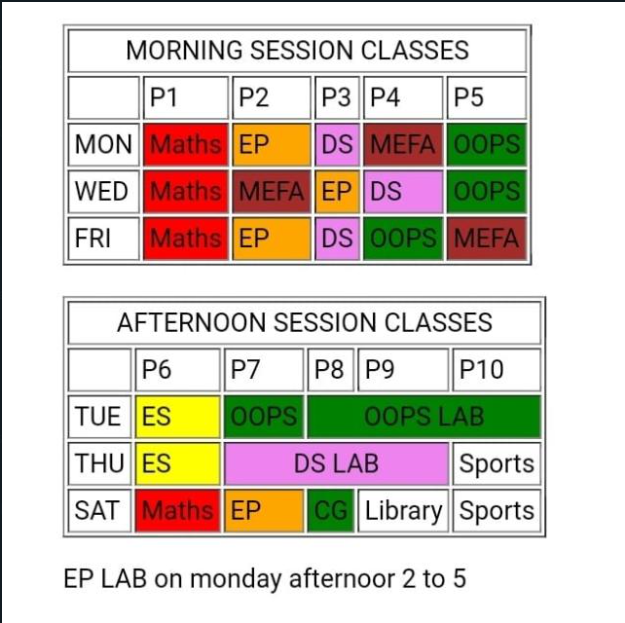 MORNING SESSION CLASSES
P1 P2 P3 P4 P5
MON Maths EP DS MEFA OOPS
WED Maths MEFA EP DS OOPS
FRI Maths EP DS OOPS MEFA
AFTERNOON SESSION CLASSES
P6 P7 P8 P9 P10
TUE ES OOPS OOPS LAB
THU ES DS LAB Sports
SAT Maths EP CG Library Sports
EP LAB on monday afternoor 2 to 5